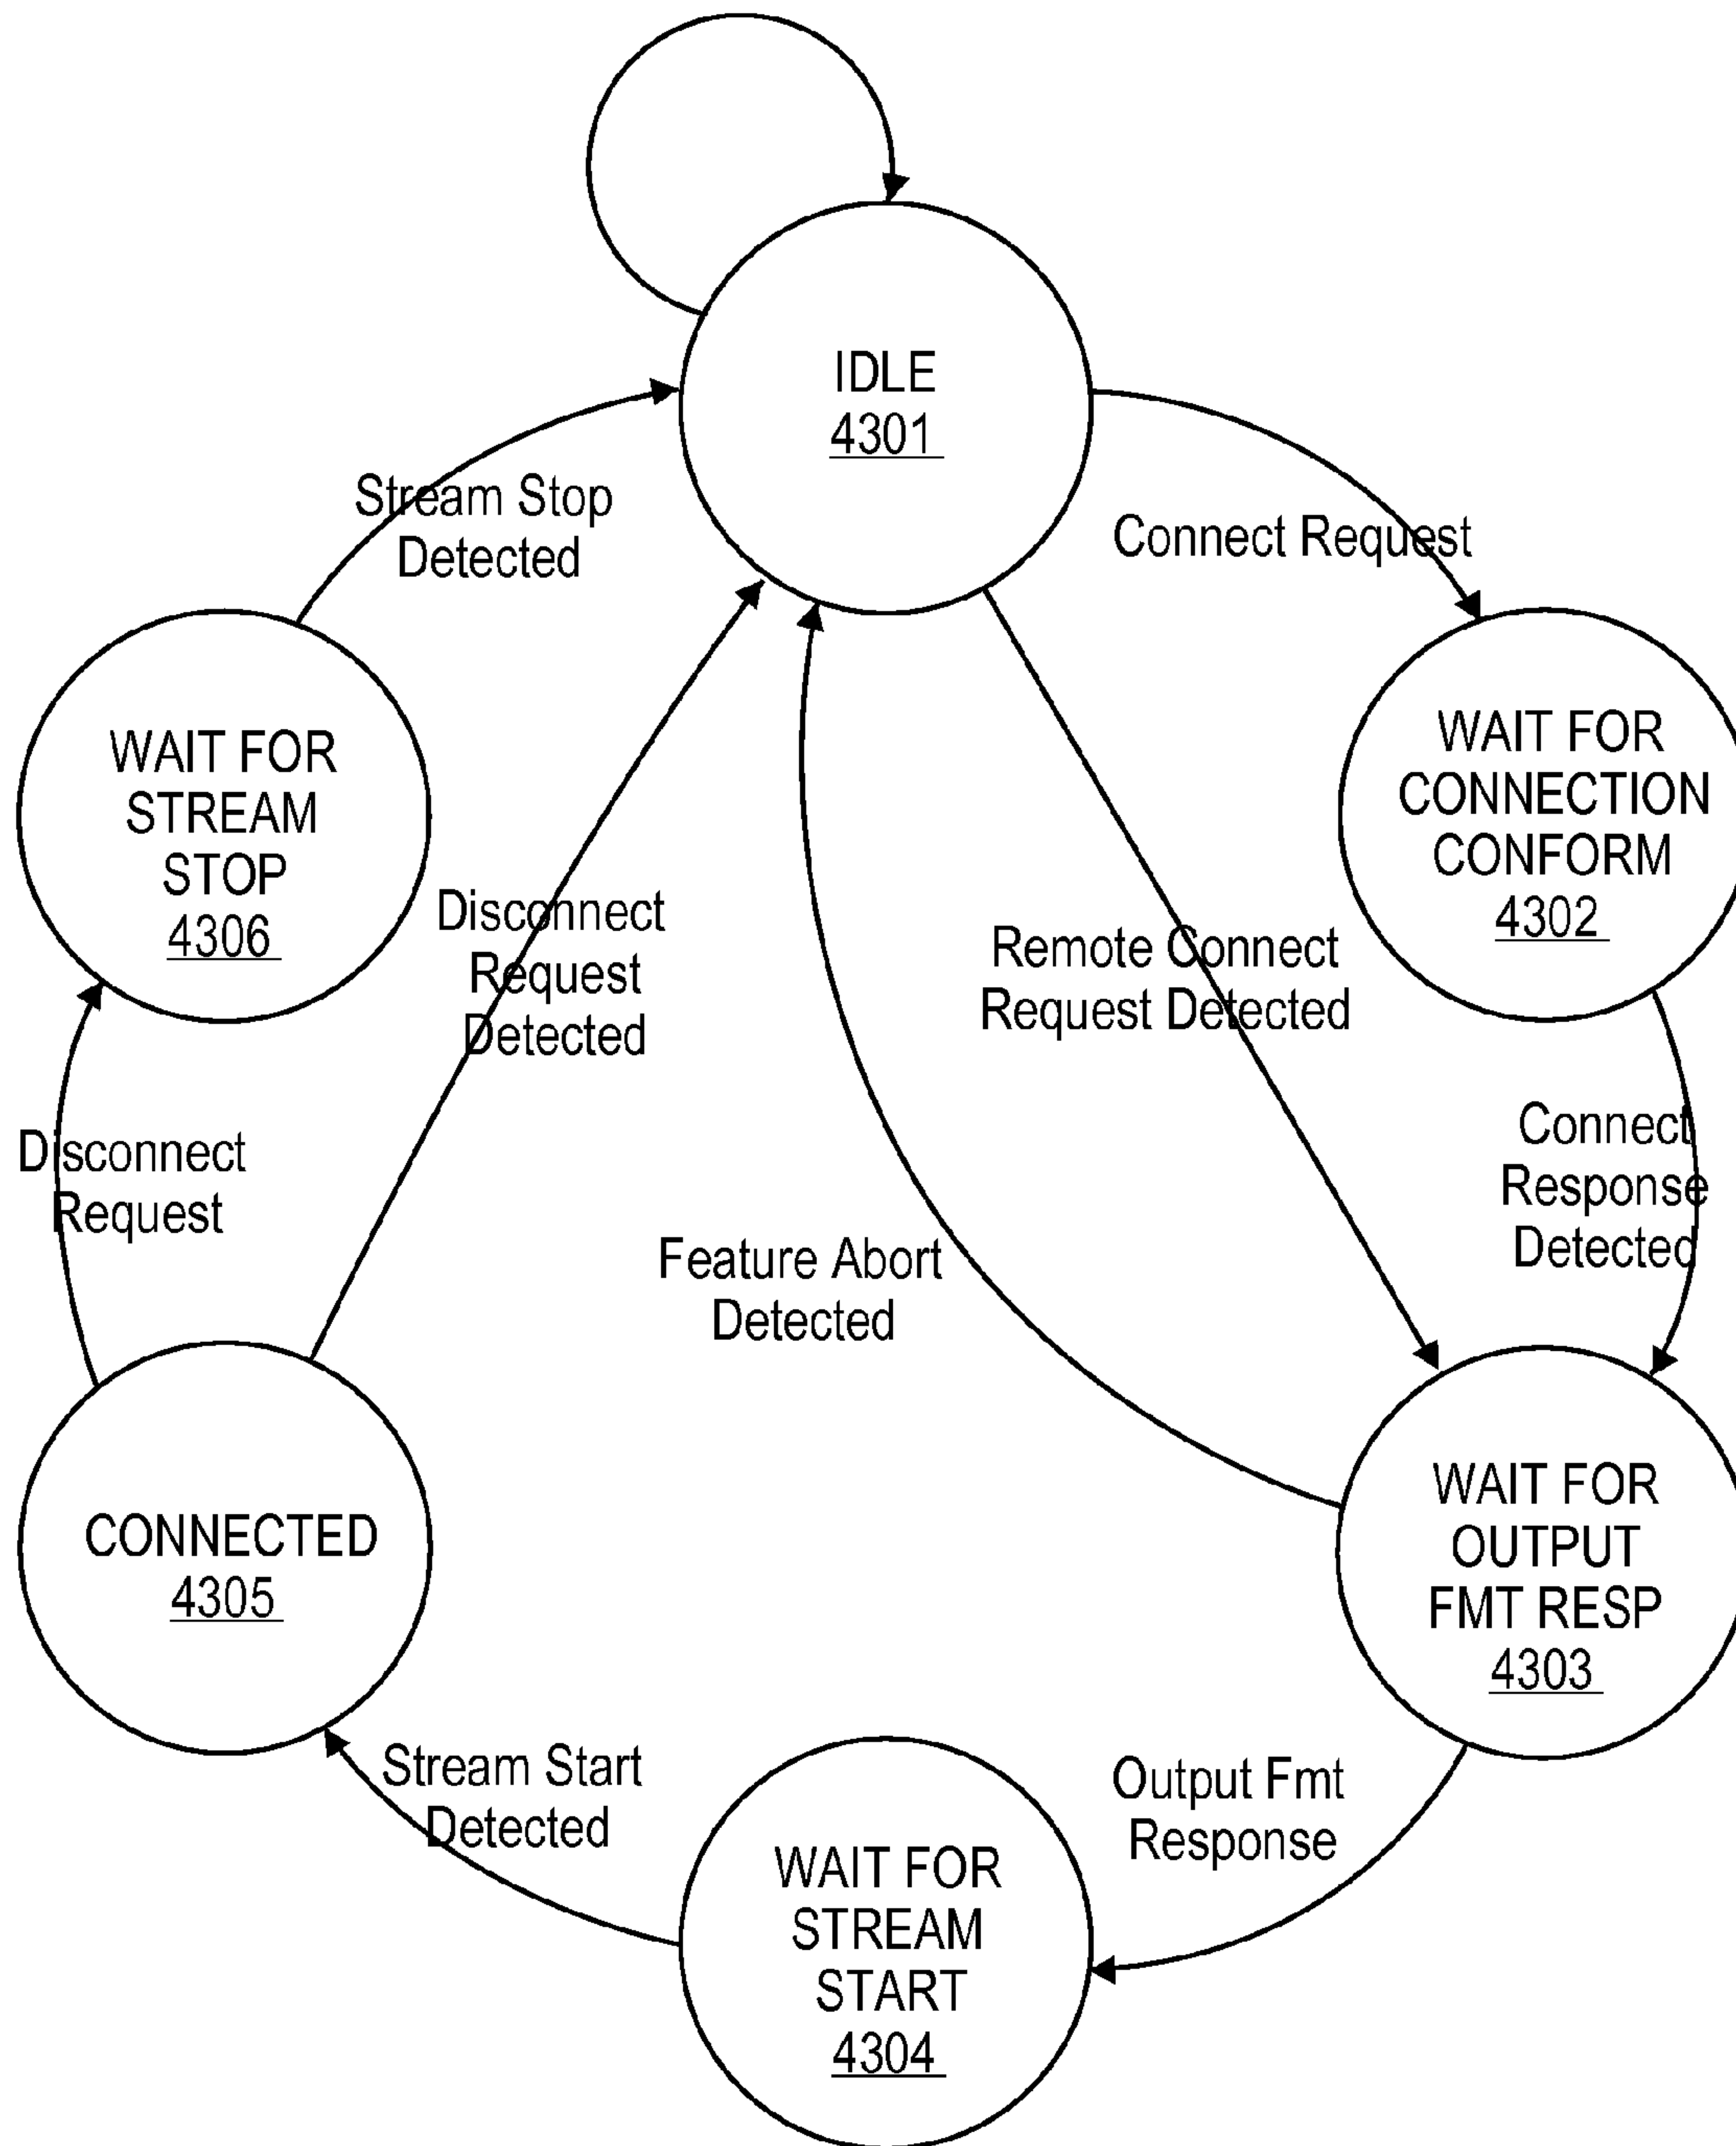 IDLE
4301
Stream Stop
Detected
Connect Request
WAIT FOR
STREAM
STOP
4306
WAIT FOR
CONNECTION
CONFORM
4302
Disconnect
Request
Detected
Remote Connect
Request Detected
Disconnect
Request
Connect
Response
Detected
Feature Abort
Detected
CONNECTED
4305
WAIT FOR
OUTPUT
FMT RESP
4303
Stream Start
Detected
Output Fmt
Response
WAIT FOR
STREAM
START
4304